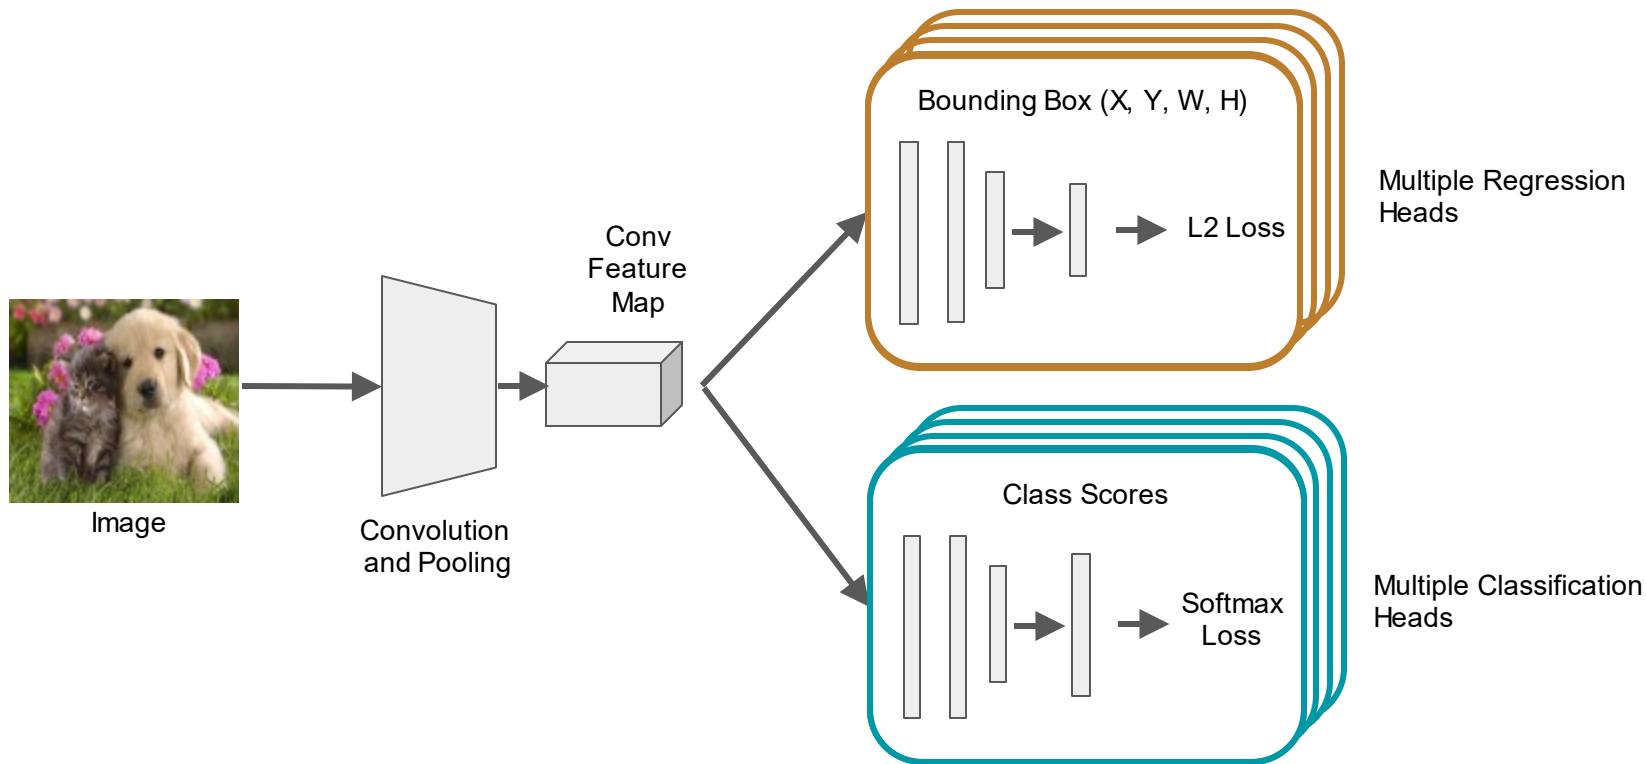 Image
Convolution
and Pooling
Conv
Feature
Map
Bounding Box (X, Y, W, H)
L2 Loss
Multiple Regression
Heads
Class Scores
Softmax
Loss
Multiple Classification
Heads